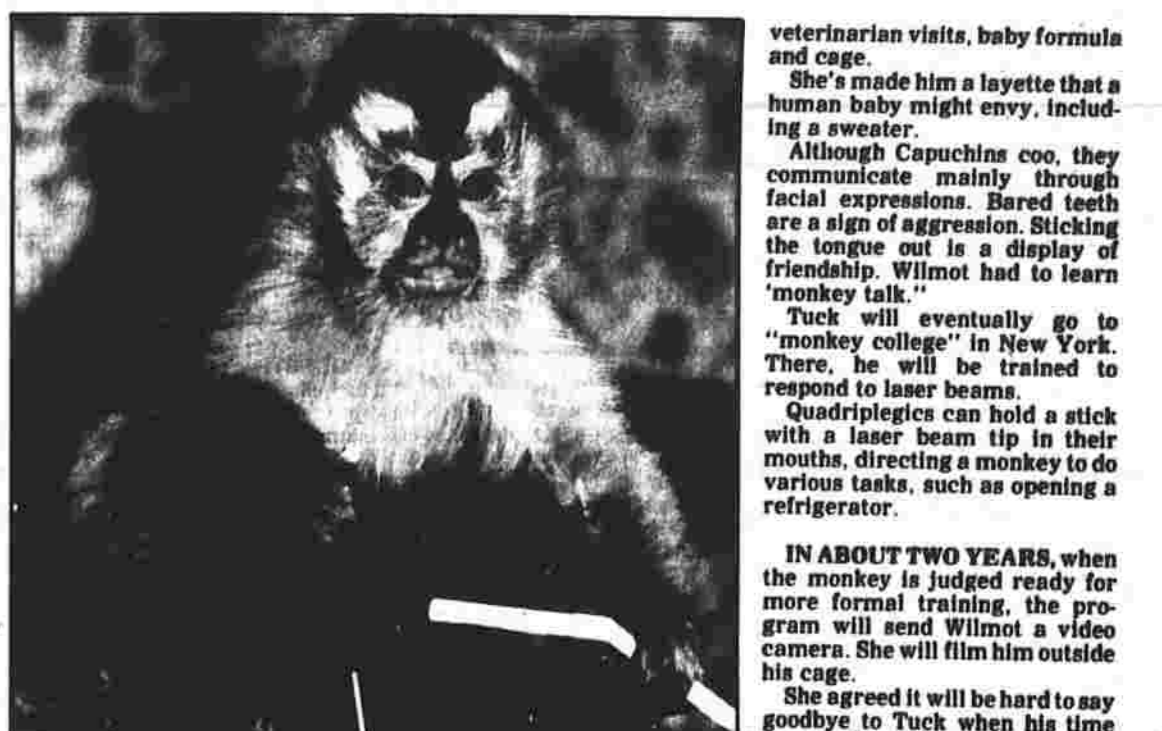 veterinarian visits, baby formula
and cage.
She's made him a layette that a
human baby might envy, includ-
ing a sweater.
Although Capuchins coo, they
communicate mainly through
facial expressions. Bared teeth
are a sign of aggression. Sticking
the tongue out is a display of
friendship. Wilmot had to learn
'monkey talk."
Tuck will eventually go to
"monkey college" in New York.
There, he will be trained to
respond to laser beams.
Quadriplegics can hold a stick
with a laser beam tip in their
mouths, directing a monkey to do
various tasks, such as opening a
refrigerator.
IN ABOUT TWO YEARS, when
the monkey is judged ready for
more formal training, the pro-
gram will send Wilmot a video
camera. She will film him outside
his cage.
She agreed it will be hard to say
goodbye to Tuck when his time